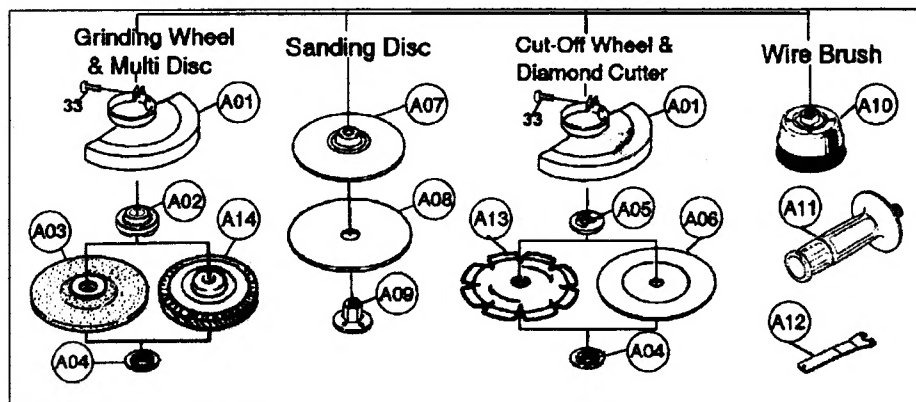 Grinding Wheel
& Multi Disc
33
A01
A02
A03
A14
A04
Sanding Disc
A07
A08
A09
Cut-Off Wheel &
Diamond Cutter
33
A01
A05
A13
A06
A04
Wire Brush
A10
A11
A12